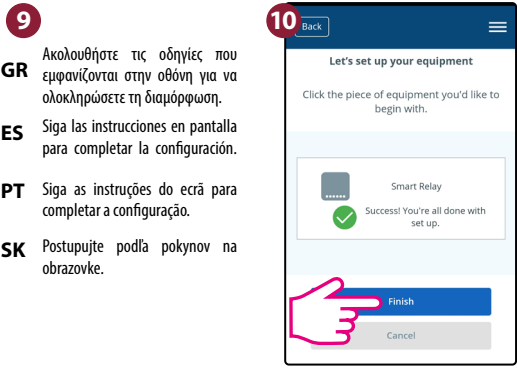 9
GR
Ακολουθήστε τις οδηγίες που
εμφανίζονται στην οθόνη για να
ολοκληρώσετε τη διαμόρφωση.
ES
Siga las instrucciones en pantalla
para completar la configuración.
PT
Siga as instruções do ecrã para
completar a configuração.
SK
Postupujte podľa pokynov na
obrazovke.
10
Back
Let's set up your equipment
Click the piece of equipment you'd like to
begin with.
Smart Relay
Success! You're all done with
set up.
Finish
Cancel